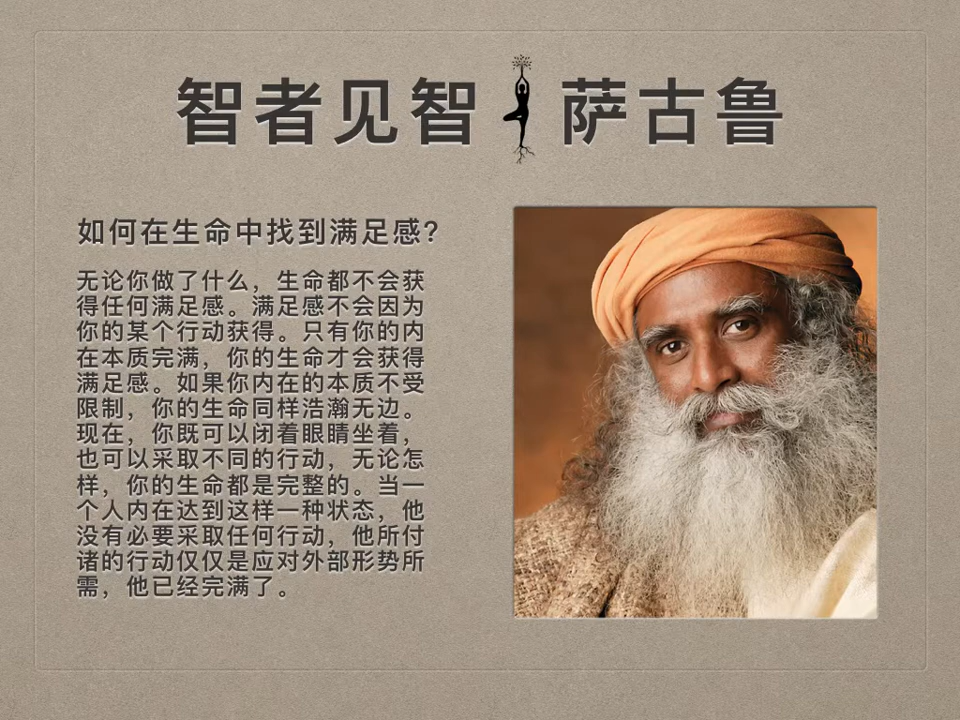 智者见智 萨古鲁
如何在生命中找到满足感?
无论你做了什么，生命都不会获
得任何满足感。满足感不会因为
你的某个行动获得。只有你的内
在本质完满，你的生命才会获得
满足感。如果你内在的本质不受
限制，你的生命同样浩瀚无边。
现在，你既可以闭着眼睛坐着，
也可以采取不同的行动，无论怎
样，你的生命都是完整的。当一
个人内在达到这样一种状态，他
没有必要采取任何行动，他所付
诸的行动仅仅是应对外部形势所
需，他已经完满了。